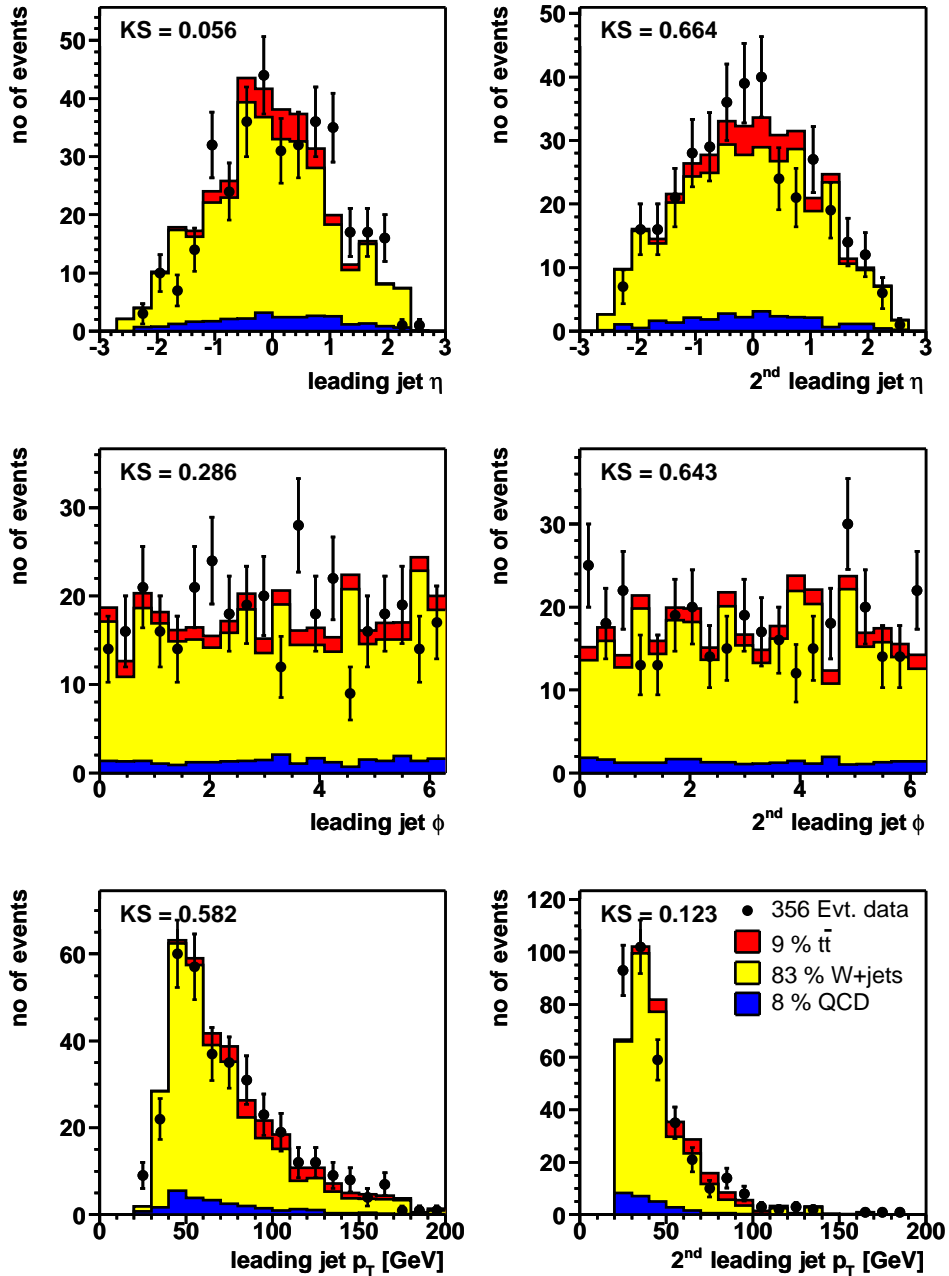 no of events
KS = 0.056
50
40
30
20
10
0
-3 -2 -1 0 1 2 3
leading jet η
no of events
KS = 0.664
50
40
30
20
10
0
-3 -2 -1 0 1 2 3
2nd leading jet η
no of events
KS = 0.286
30
20
10
0
0 2 4 6
leading jet ϕ
no of events
KS = 0.643
30
20
10
0
0 2 4 6
2nd leading jet ϕ
no of events
KS = 0.582
60
40
20
0
0 50 100 150 200
leading jet pT [GeV]
no of events
KS = 0.123
120
100
80
60
40
20
0
356 Evt. data
9 % tt̄
83 % W+jets
8 % QCD
0 50 100 150 200
2nd leading jet pT [GeV]